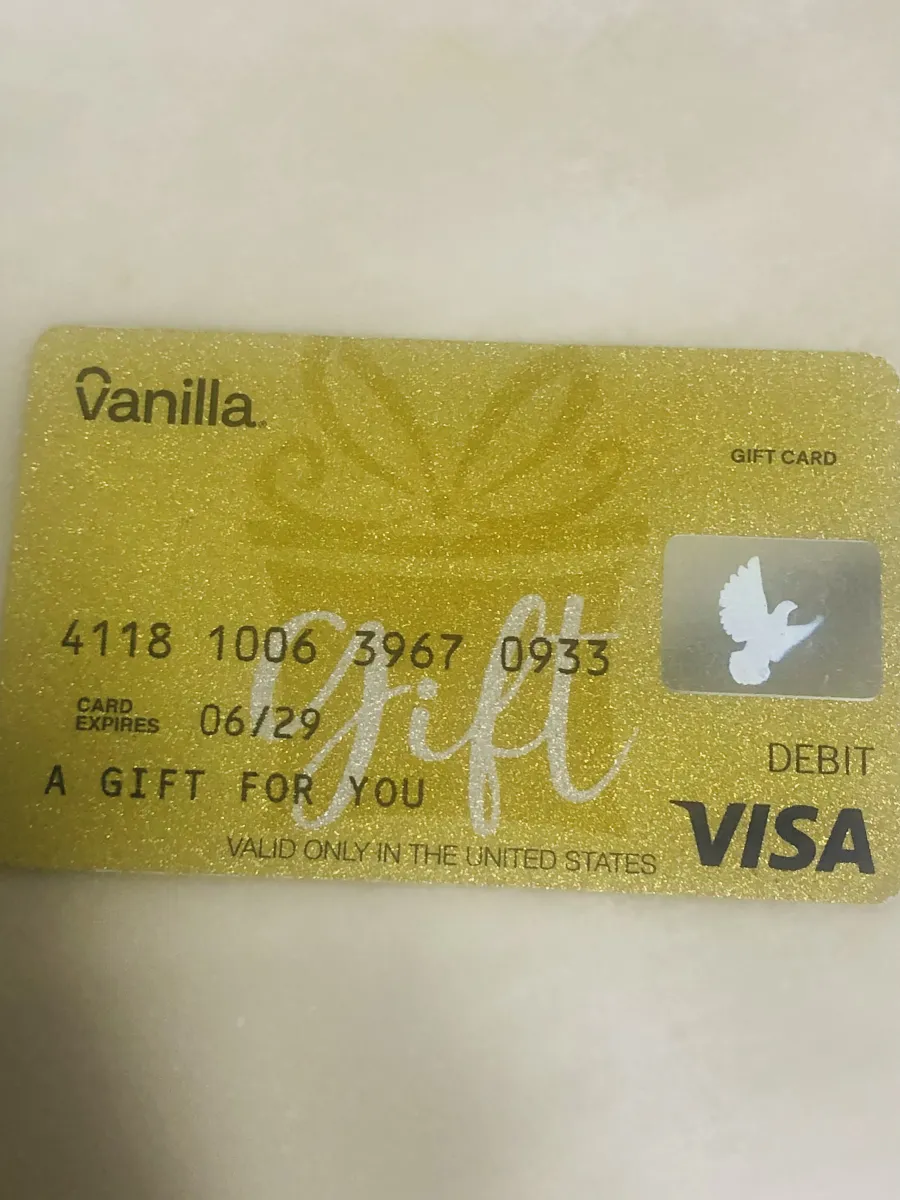 Vanilla®
GIFT CARD
4118 1006 3967 0933
CARD
EXPIRES 06/29
A GIFT FOR YOU
gift
DEBIT
VALID ONLY IN THE UNITED STATES
VISA